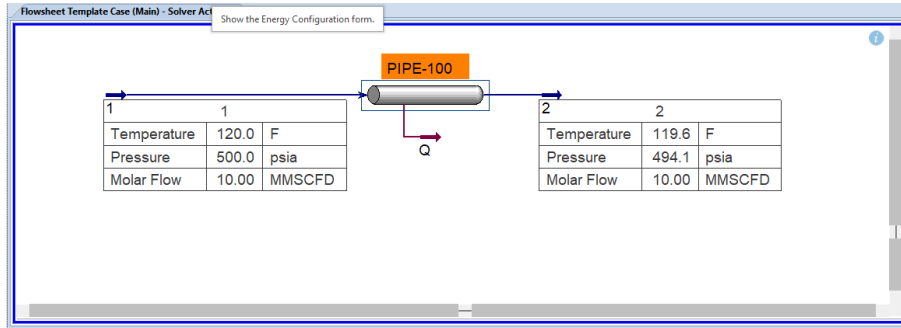 Flowsheet Template Case (Main) - Solver Act
Show the Energy Configuration form.
i
PIPE-100
1
1
Temperature 120.0 F
Pressure 500.0 psia
Molar Flow 10.00 MMSCFD
Q
2
2
Temperature 119.6 F
Pressure 494.1 psia
Molar Flow 10.00 MMSCFD